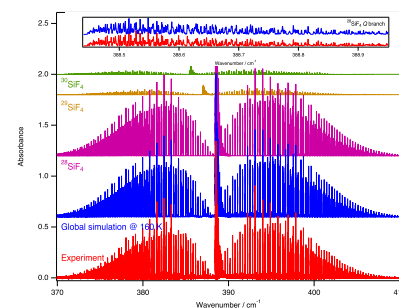 2.5
2.0
1.5
1.0
0.5
0.0
Absorbance
²⁸SiF₄ Q branch
388.5
388.6
388.7
388.8
388.9
Wavenumber / cm⁻¹
³⁰SiF₄
²⁹SiF₄
²⁸SiF₄
Global simulation @ 160 K
Experiment
370
380
390
400
Wavenumber / cm⁻¹